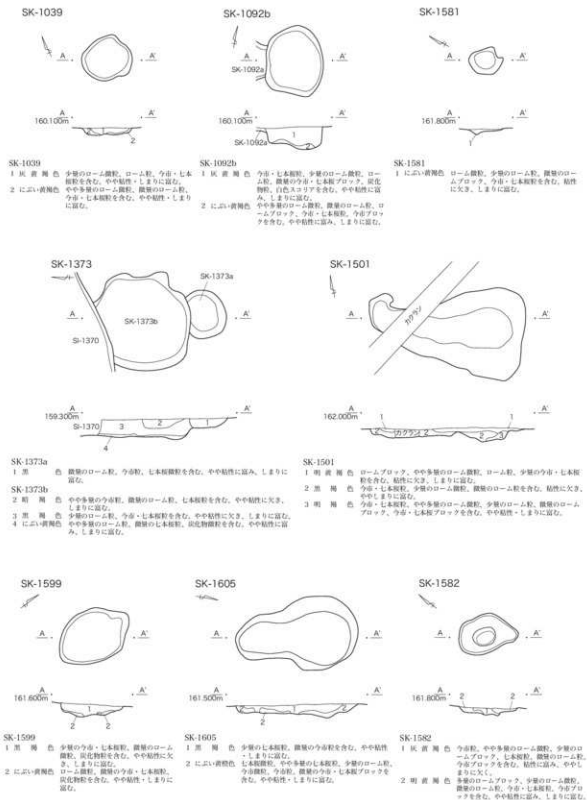 SK-1039
A A'
160.100m A A'
2 2
SK-1039
1 灰 黄 褐 色 少量のローム微粒、ローム粒、今市・七本
桜粒を含む。やや粘性・しまりに富む。
2 にぶい黄褐色 やや多量のローム微粒、微量のローム粒、
今市・七本桜粒を含む。やや粘性・しまり
に富む。
SK-1092b
A A'
SK-1092a
A A'
160.100m
1
SK-1092a 2
SK-1092b
1 灰 黄 褐 色 今市・七本桜粒、少量のローム微粒、ロー
ム粒、微量の今市・七本桜ブロック、炭化
物粒、白色スコリアを含む。やや粘性に富
み、しまりに富む。
2 にぶい黄褐色 やや多量のローム微粒、微量のローム粒、ロ
ームブロック、今市・七本桜粒、今市ブロッ
クを含む。やや粘性に富み、しまりに富む。
SK-1581
A A'
A A'
161.800m
1
SK-1581
1 にぶい黄褐色 ローム微粒、ローム粒、微量のロー
ムブロック、今市・七本桜粒を含む。粘性
に欠き、しまりに富む。
SK-1373
SK-1373a
A A'
SK-1373b
SI-1370
A A'
159.300m
SI-1370 3 2 1
4
SK-1373a
1 黒 色 微量のローム粒、今市粒、七本桜微粒を含む。やや粘性に富み、しまりに
富む。
SK-1373b
2 暗 褐 色 やや多量の今市粒、微量のローム粒、七本桜粒を含む。やや粘性に欠き、
しまりに富む。
3 黒 褐 色 少量のローム粒、今市・七本桜粒を含む。やや粘性に欠き、しまりに富む。
4 にぶい黄褐色 やや多量のローム粒、微量の七本桜粒、炭化物微粒を含む。やや粘性に富
み、しまりに富む。
SK-1501
A A'
カクラン
A A'
162.000m
1 1
2 カクラン 2 2 3
SK-1501
1 明 黄 褐 色 ロームブロック、やや多量のローム微粒、ローム粒、少量の今市・七本桜
粒を含む。粘性に欠き、しまりに富む。
2 黒 褐 色 今市・七本桜粒、少量のローム微粒、微量のローム粒を含む。粘性に欠き、
ややしまりに富む。
3 明 褐 色 今市・七本桜粒、やや多量のローム微粒、少量のローム粒、微量のローム
ブロック、今市・七本桜ブロックを含む。やや粘性・しまりに富む。
SK-1599
A A'
A A'
161.600m
1
2 2
SK-1599
1 黒 褐 色 少量の今市・七本桜粒、微量のローム
微粒、炭化物粒を含む。やや粘性に欠
き、しまりに富む。
2 にぶい黄褐色 ローム微粒、微量の今市・七本桜粒、
炭化物粒を含む。やや粘性・しまりに
富む。
SK-1605
A A'
A A'
161.500m
1
2 2
SK-1605
1 黒 褐 色 少量の七本桜粒、微量の今市粒を含む。やや粘性
・しまりに富む。
2 にぶい橙色 七本桜微粒、やや多量の七本桜粒、少量のローム粒、
今市微粒、今市粒、微量の今市・七本桜ブロックを
含む。やや粘性・しまりに富む。
SK-1582
A A'
A A'
161.800m
2 2
1
SK-1582
1 灰 黄 褐 色 今市粒、やや多量のローム微粒、少量のロ
ーム粒、七本桜粒、微量のローム粒、
今市ブロックを含む。粘性に富み、ややし
まりに欠く。
2 明 黄 褐 色 多量のロームブロック、少量のローム微粒、
微量のローム粒、今市・七本桜粒、今市ブロ
ックを含む。やや粘性に富み、しまりに富む。